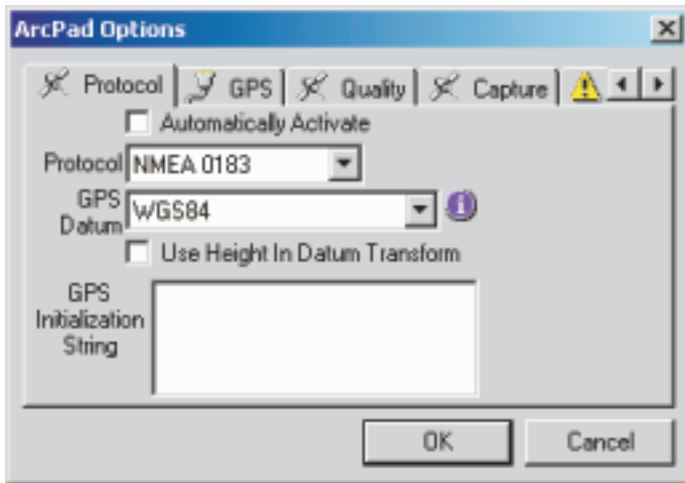 ArcPad Options
Protocol GPS Quality Capture
Automatically Activate
Protocol NMEA 0183
GPS Datum WGS84
Use Height In Datum Transform
GPS
Initialization
String
OK Cancel